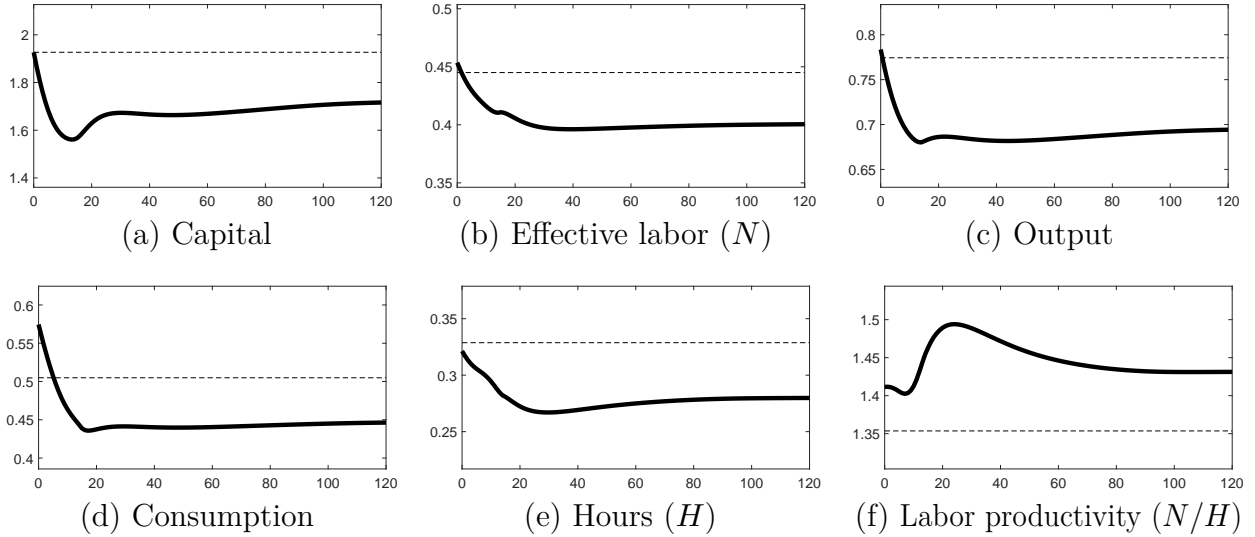 2
1.8
1.6
1.4
0 20 40 60 80 100 120
(a) Capital
0.5
0.45
0.4
0.35
0 20 40 60 80 100 120
(b) Effective labor (N)
0.8
0.75
0.7
0.65
0 20 40 60 80 100 120
(c) Output
0.6
0.55
0.5
0.45
0.4
0 20 40 60 80 100 120
(d) Consumption
0.35
0.3
0.25
0 20 40 60 80 100 120
(e) Hours (H)
1.5
1.45
1.4
1.35
0 20 40 60 80 100 120
(f) Labor productivity (N/H)